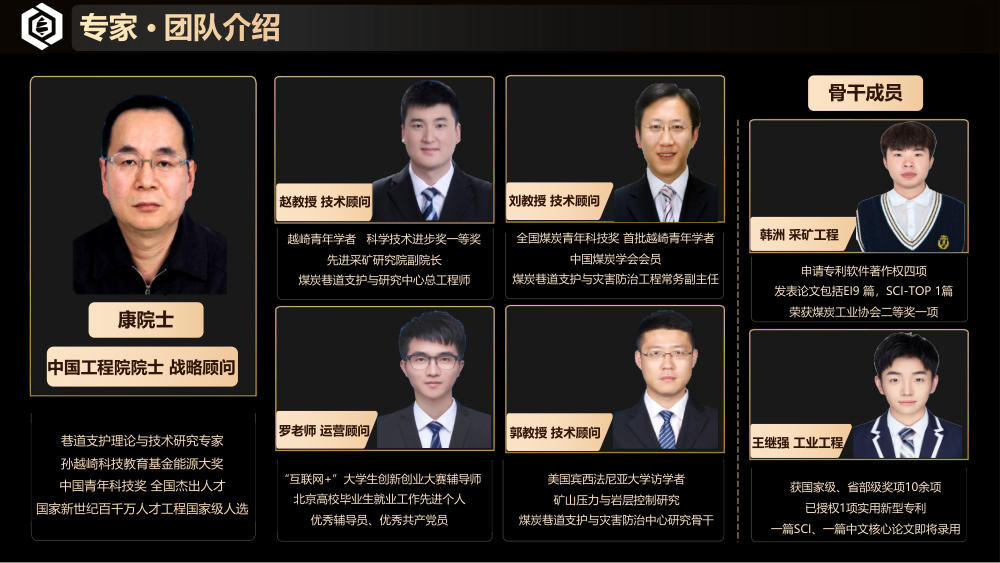 专家·团队介绍
康院士
中国工程院院士 战略顾问
巷道支护理论与技术研究专家
孙越崎科技教育基金能源大奖
中国青年科技奖 全国杰出人才
国家新世纪百千万人才工程国家级人选
赵教授 技术顾问
越崎青年学者 科学技术进步奖一等奖
先进采矿研究院副院长
煤炭巷道支护与研究中心总工程师
刘教授 技术顾问
全国煤炭青年科技奖 首批越崎青年学者
中国煤炭学会会员
煤炭巷道支护与灾害防治工程常务副主任
罗老师 运营顾问
“互联网+”大学生创新创业大赛辅导师
北京高校毕业生就业工作先进个人
优秀辅导员、优秀共产党员
郭教授 技术顾问
美国宾西法尼亚大学访学者
矿山压力与岩层控制研究
煤炭巷道支护与灾害防治中心研究骨干
骨干成员
韩洲 采矿工程
申请专利软件著作权四项
发表论文包括EI9 篇，SCI-TOP 1篇
荣获煤炭工业协会二等奖一项
王继强 工业工程
获国家级、省部级奖项10余项
已授权1项实用新型专利
一篇SCI、一篇中文核心论文即将录用